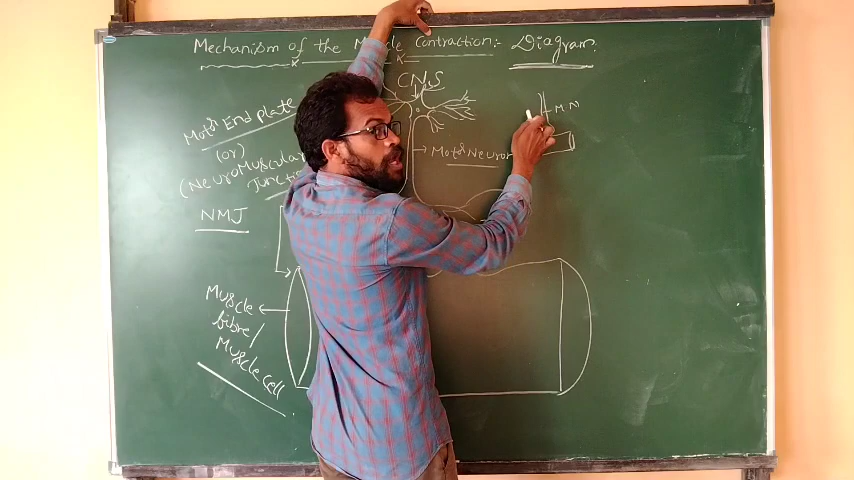 Mechanism of the Muscle Contraction:- Diagram:
CNS
Motor End plate
(or)
(NeuroMuscular
Junction
NMJ
Motor Neuron
M.N
Muscle
fibre/
Muscle cell